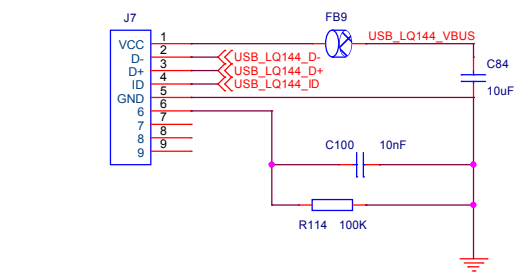 J7
FB9
VCC 1 USB_LQ144_VBUS
D- 2 USB_LQ144_D-
D+ 3 USB_LQ144_D+
ID 4 USB_LQ144_ID
GND 5
6 6
7 7
8 8
9 9
C84
10uF
C100 10nF
R114 100K